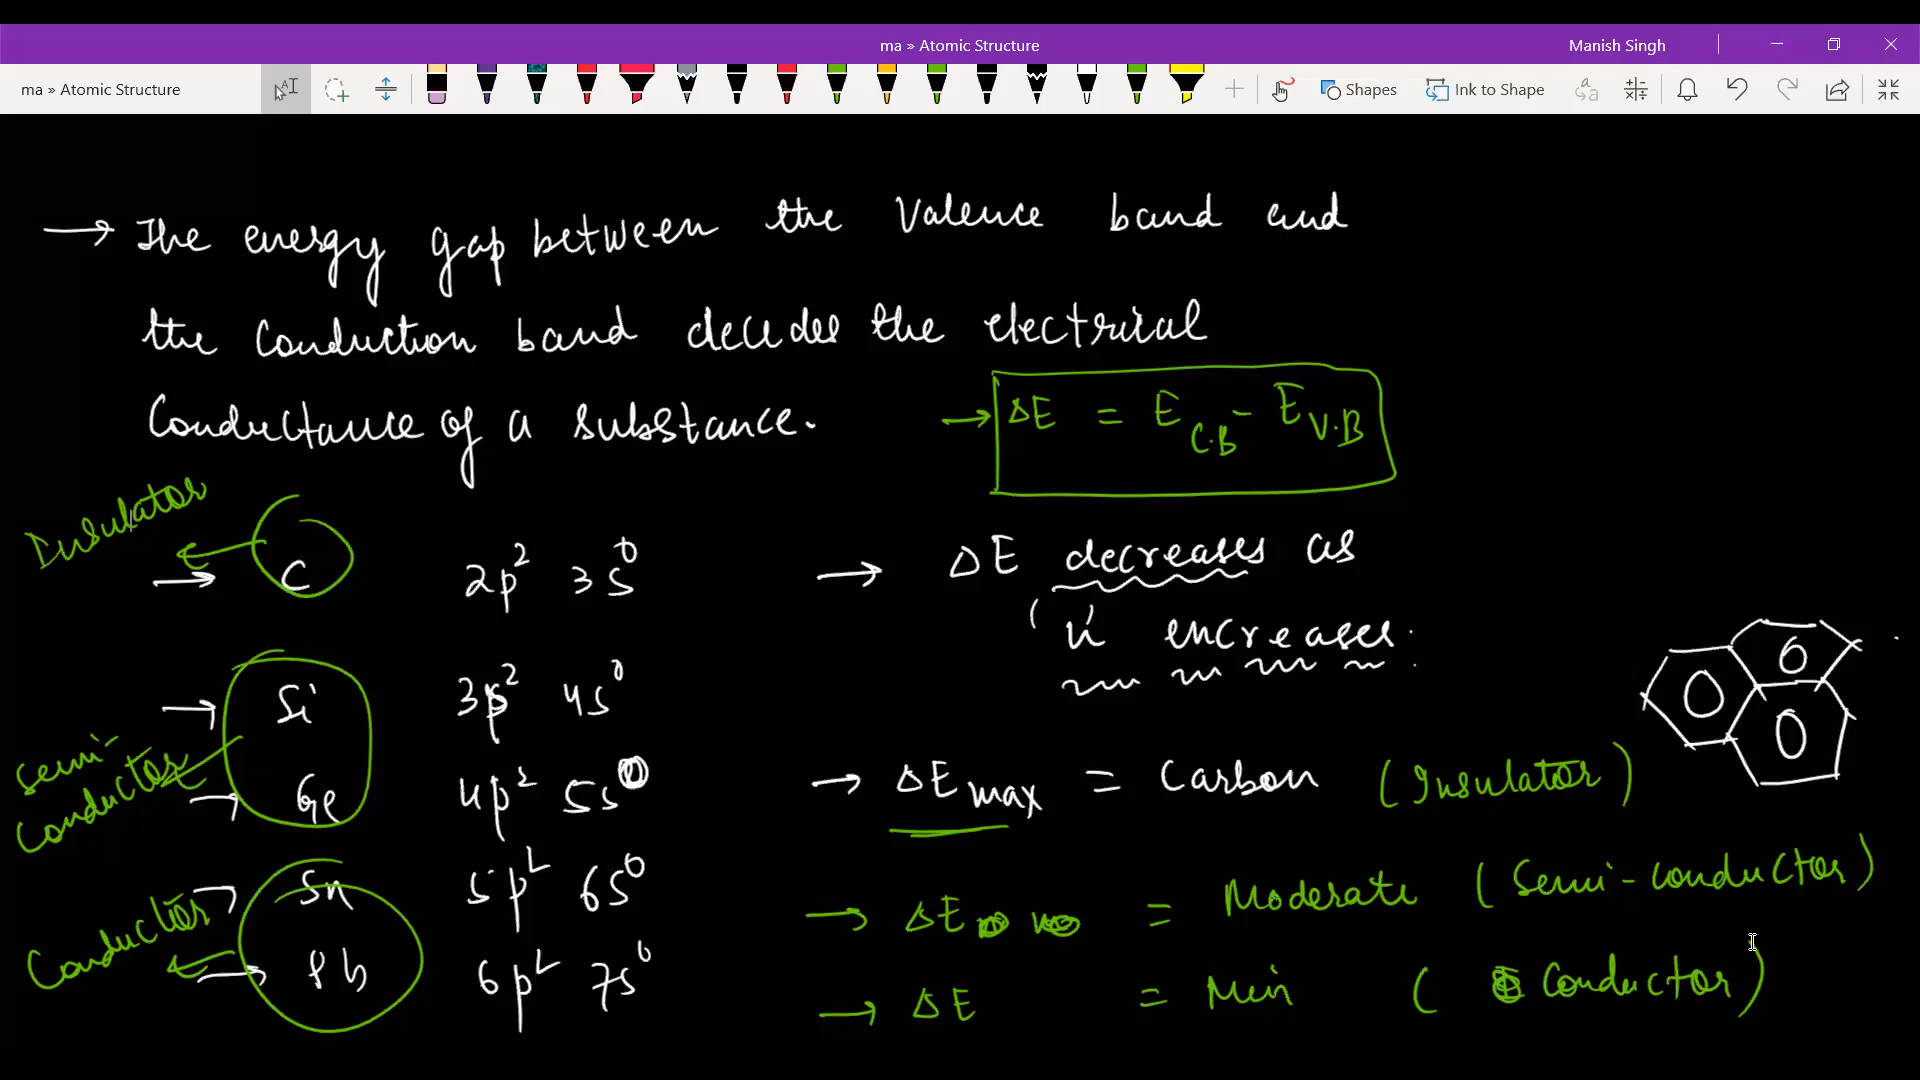 ma » Atomic Structure
Manish Singh
ma » Atomic Structure
Shapes
Ink to Shape
→ The energy gap between the Valence band and
the Conduction band decides the electrical
Conductance of a substance.
→ ΔE = E C.B - E V.B
Insulator
→ C 2p² 3s⁰
→ ΔE decreases as
'n' increases.
→ Si 3p² 4s⁰
Semi-
conductor
→ Ge 4p² 5s⁰
→ ΔE max = Carbon (Insulator)
→ Sn 5p² 6s⁰
→ ΔE = Moderate (Semi-conductor)
Conductor
→ Pb 6p² 7s⁰
→ ΔE = Min (Conductor)